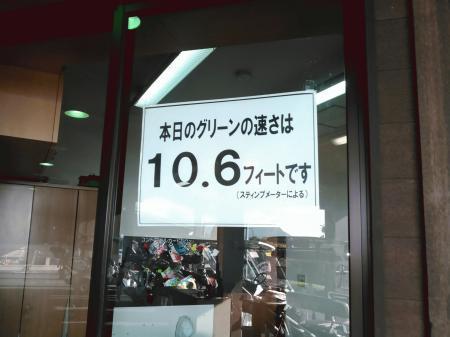 本日のグリーンの速さは
10.6フィートです
(スティンプメーターによる)